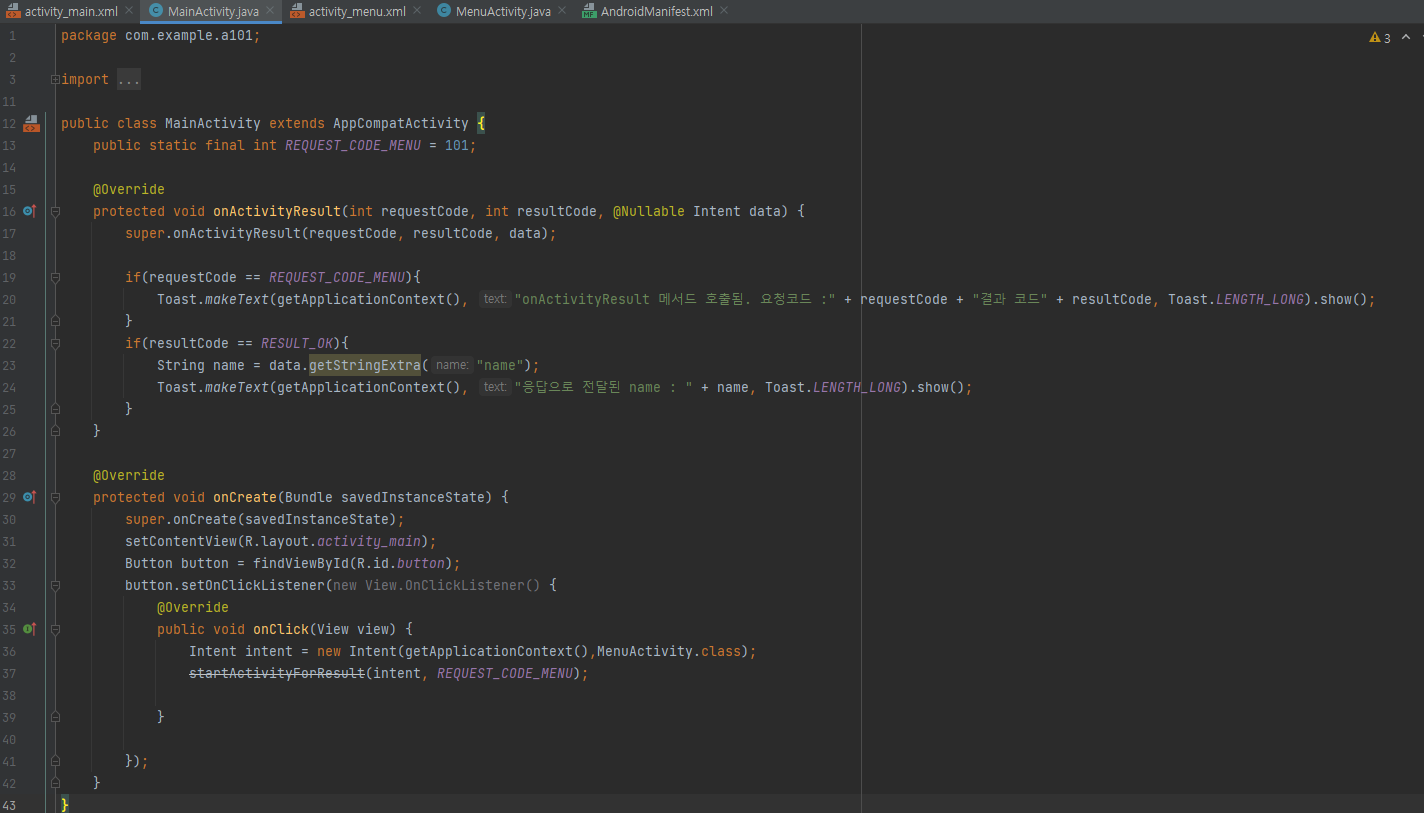 activity_main.xml MainActivity.java activity_menu.xml MenuActivity.java AndroidManifest.xml
1 package com.example.a101;
3
2
3 import ...
11
12 public class MainActivity extends AppCompatActivity {
13 public static final int REQUEST_CODE_MENU = 101;
14
15 @Override
16 protected void onActivityResult(int requestCode, int resultCode, @Nullable Intent data) {
17 super.onActivityResult(requestCode, resultCode, data);
18
19 if(requestCode == REQUEST_CODE_MENU){
20 Toast.makeText(getApplicationContext(), text: "onActivityResult 메서드 호출됨. 요청코드 :" + requestCode + "결과 코드" + resultCode, Toast.LENGTH_LONG).show();
21 }
22 if(resultCode == RESULT_OK){
23 String name = data.getStringExtra( name: "name");
24 Toast.makeText(getApplicationContext(), text: "응답으로 전달된 name : " + name, Toast.LENGTH_LONG).show();
25 }
26 }
27
28 @Override
29 protected void onCreate(Bundle savedInstanceState) {
30 super.onCreate(savedInstanceState);
31 setContentView(R.layout.activity_main);
32 Button button = findViewById(R.id.button);
33 button.setOnClickListener(new View.OnClickListener() {
34 @Override
35 public void onClick(View view) {
36 Intent intent = new Intent(getApplicationContext(),MenuActivity.class);
37 startActivityForResult(intent, REQUEST_CODE_MENU);
38
39 }
40
41 });
42 }
43 }